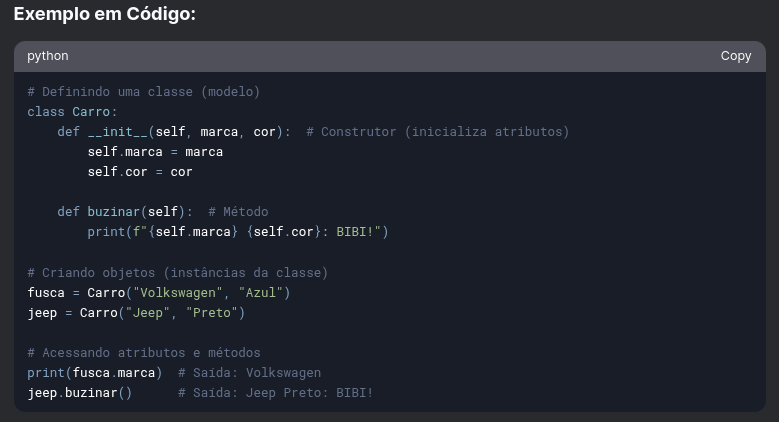 Exemplo em Código:
python
Copy
# Definindo uma classe (modelo)
class Carro:
    def __init__(self, marca, cor):  # Construtor (inicializa atributos)
        self.marca = marca
        self.cor = cor
    def buzinar(self):  # Método
        print(f"{self.marca} {self.cor}: BIBI!")
# Criando objetos (instâncias da classe)
fusca = Carro("Volkswagen", "Azul")
jeep = Carro("Jeep", "Preto")
# Acessando atributos e métodos
print(fusca.marca)  # Saída: Volkswagen
jeep.buzinar()      # Saída: Jeep Preto: BIBI!